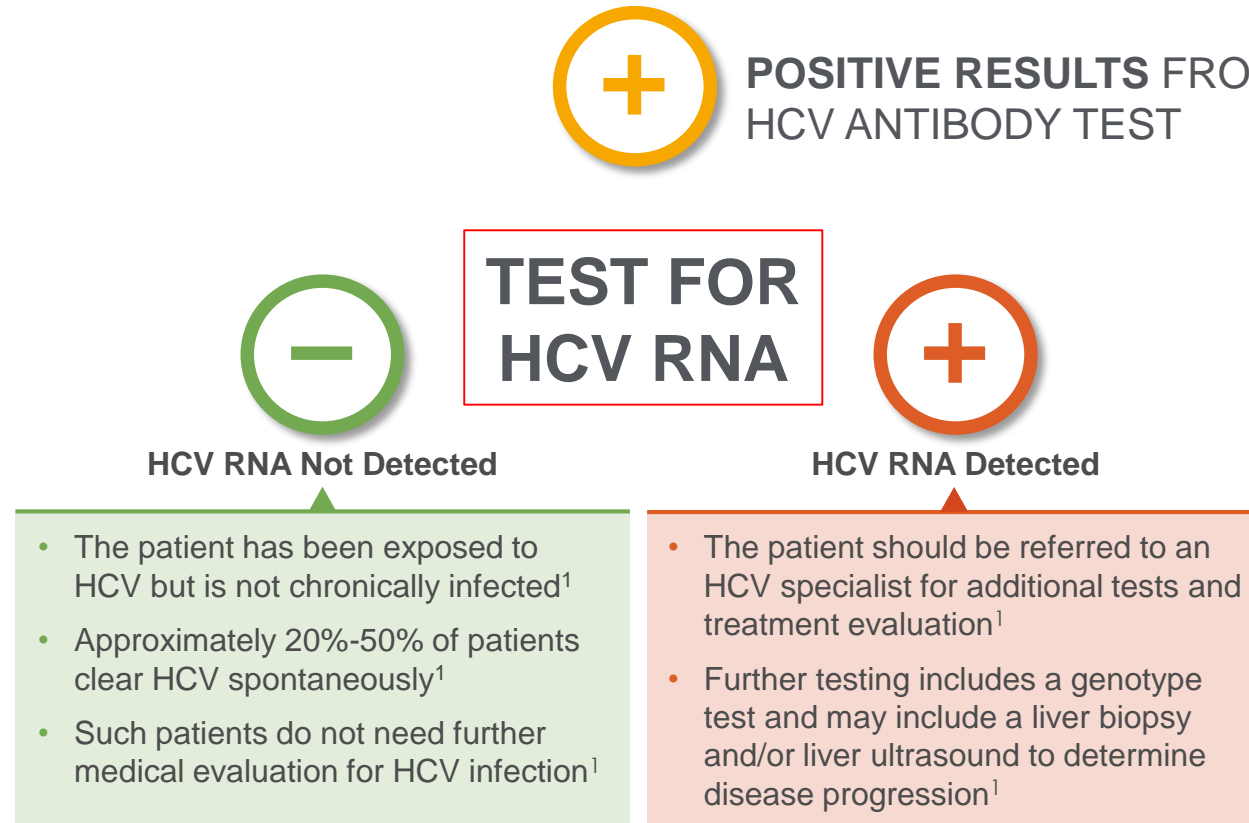 POSITIVE RESULTS FRO
HCV ANTIBODY TEST
TEST FOR
HCV RNA
HCV RNA Not Detected
• The patient has been exposed to
HCV but is not chronically infected¹
• Approximately 20%-50% of patients
clear HCV spontaneously¹
• Such patients do not need further
medical evaluation for HCV infection¹
HCV RNA Detected
• The patient should be referred to an
HCV specialist for additional tests and
treatment evaluation¹
• Further testing includes a genotype
test and may include a liver biopsy
and/or liver ultrasound to determine
disease progression¹